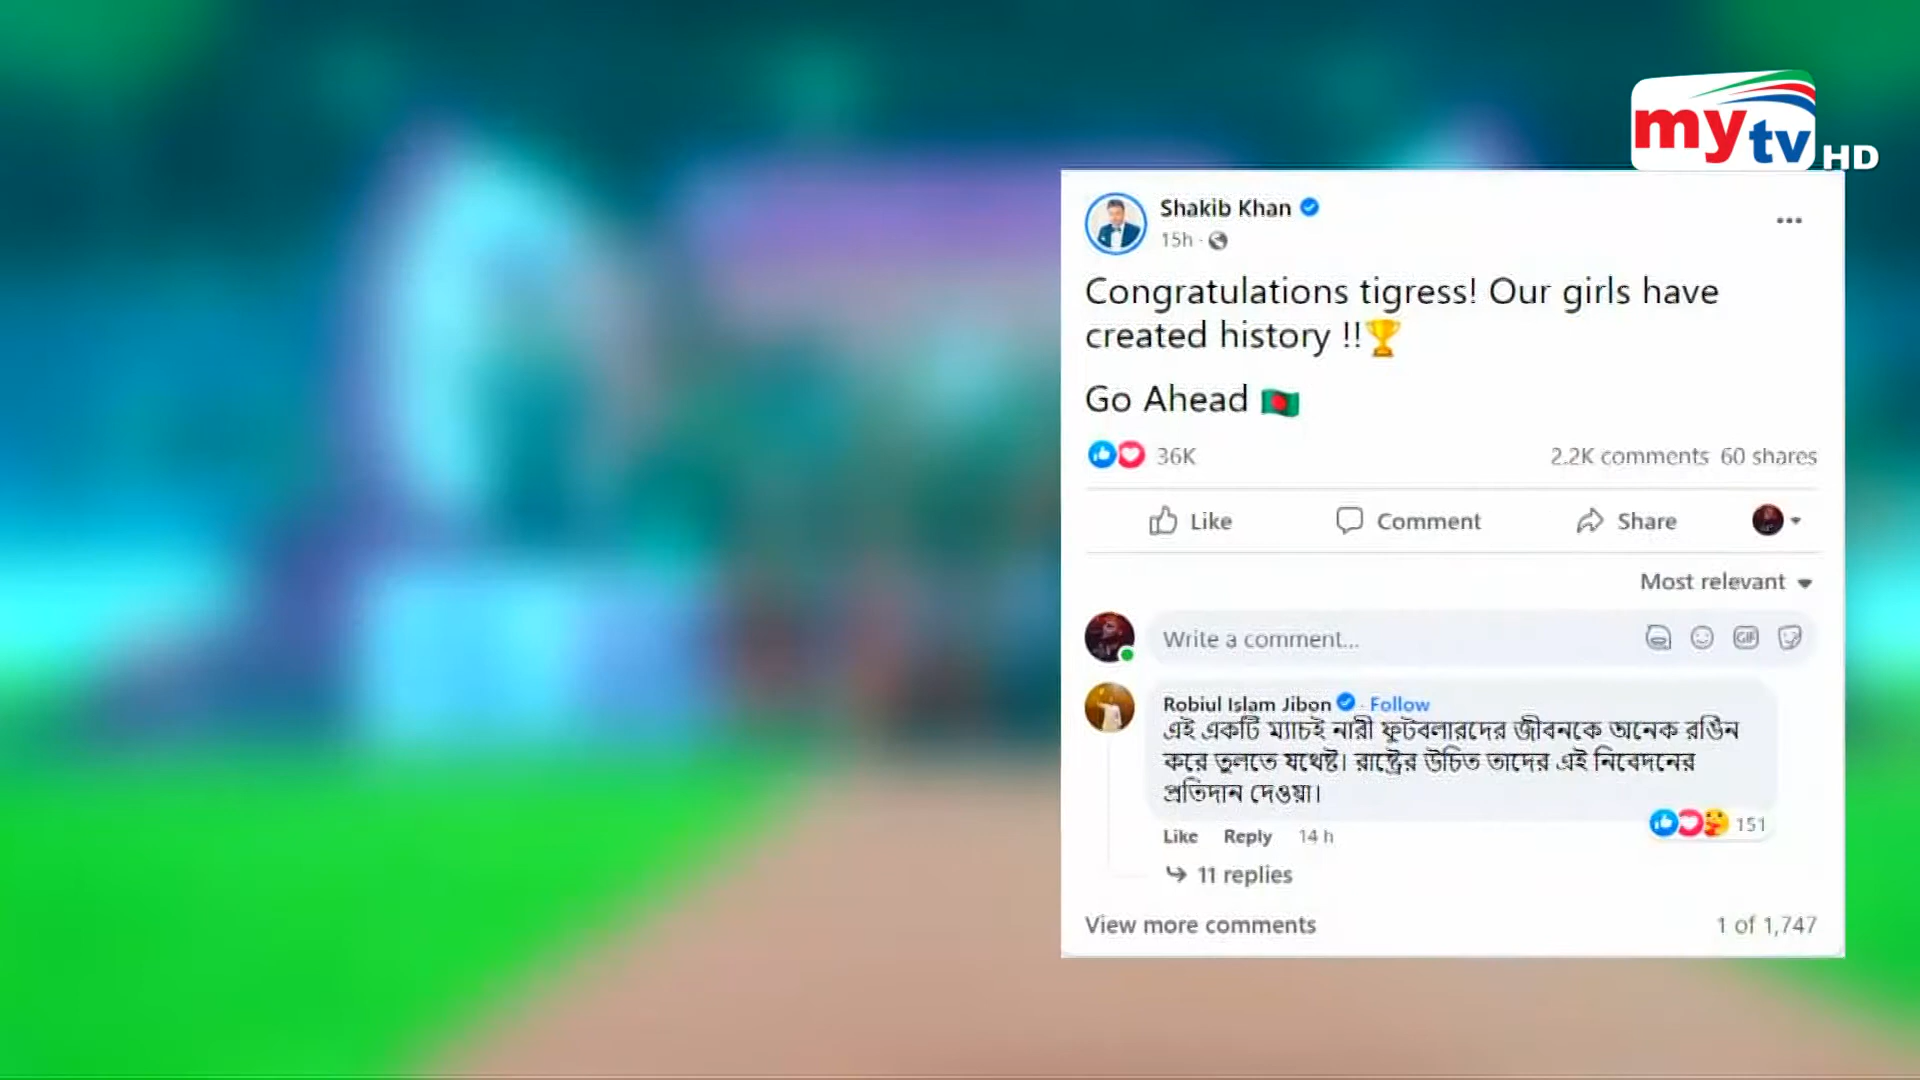 my tv HD
Shakib Khan
15h ·
Congratulations tigress! Our girls have
created history !!🏆
Go Ahead 🇧🇩
36K
2.2K comments 60 shares
Like Comment Share
Most relevant
Write a comment...
GIF
Robiul Islam Jibon · Follow
এই একটি ম্যাচই নারী ফুটবলারদের জীবনকে অনেক রঙিন
করে তুলতে যথেষ্ট। রাষ্ট্রের উচিত তাদের এই নিবেদনের
প্রতিদান দেওয়া।
151
Like Reply 14 h
11 replies
View more comments
1 of 1,747